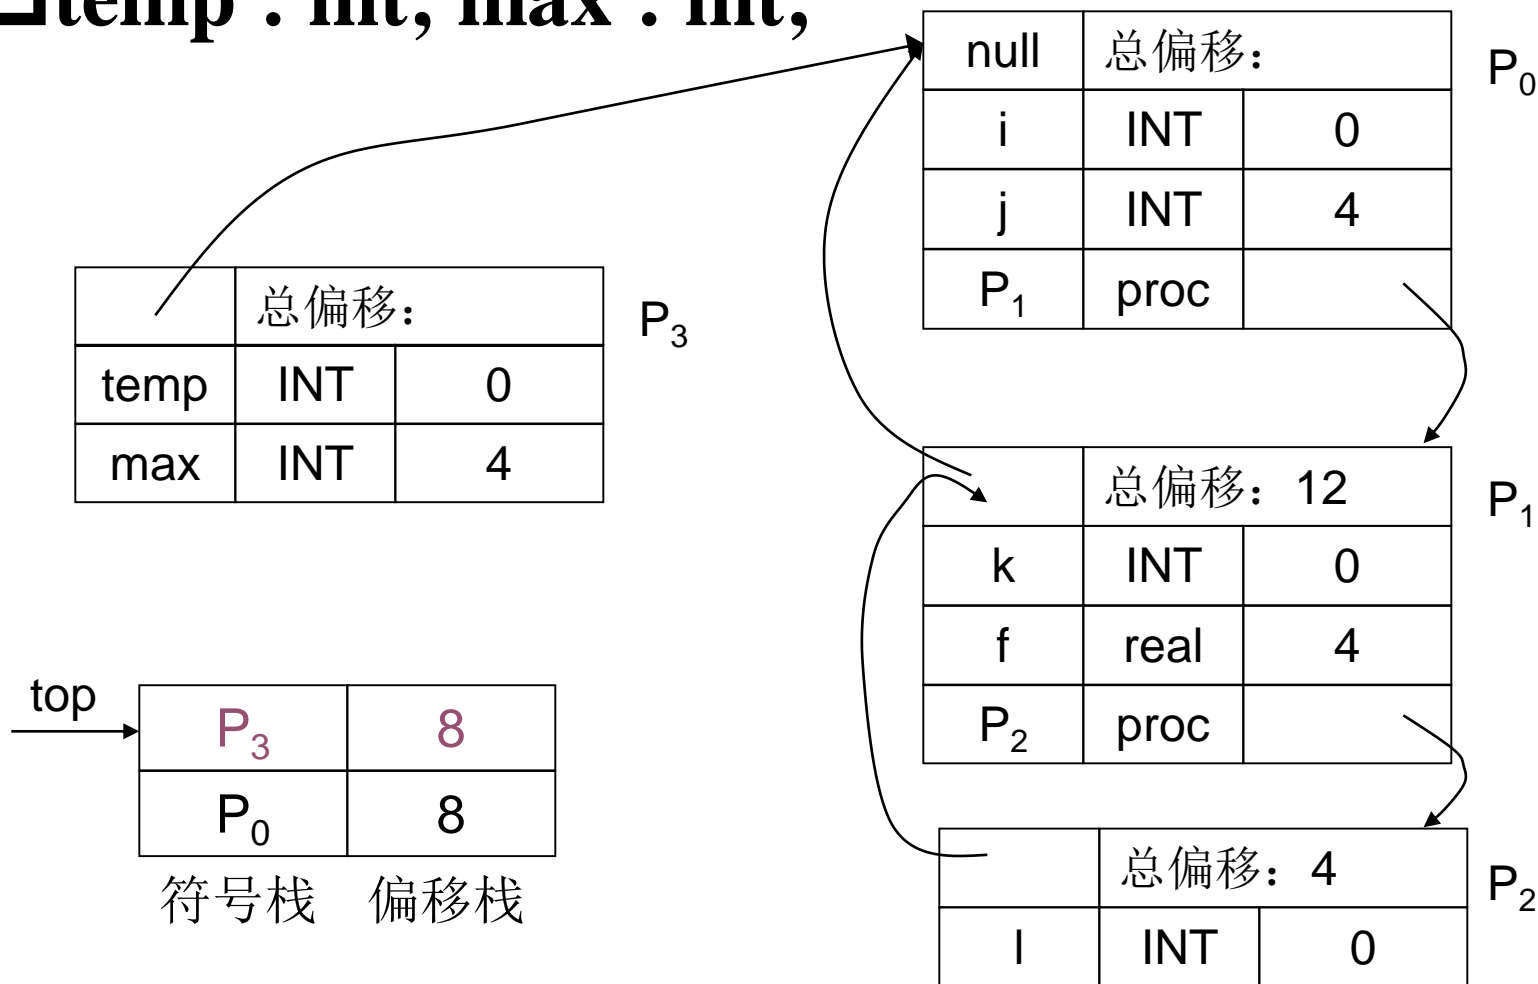 temp : int; max : int;
null 总偏移： P₀
i INT 0
j INT 4
P₁ proc
总偏移： P₃
temp INT 0
max INT 4
总偏移：12 P₁
k INT 0
f real 4
P₂ proc
top
P₃ 8
P₀ 8
符号栈 偏移栈
总偏移：4 P₂
l INT 0